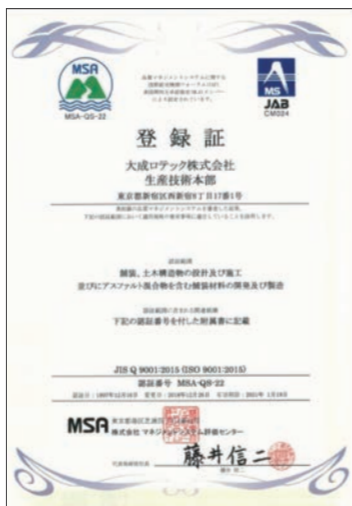 MSA
MSA-QS-22
MS
JAB
CM024
登録証
大成ロテック株式会社
生産技術本部
東京都新宿区西新宿8丁目17番1号
認証範囲
舗装、土木構造物の設計及び施工
並びにアスファルト混合物を含む舗装材料の開発及び製造
下記の認証番号を付した附属書に記載
JIS Q 9001:2015 (ISO 9001:2015)
認証番号 MSA-QS-22
MSA
株式会社 マネジメントシステム評価センター
藤井信二